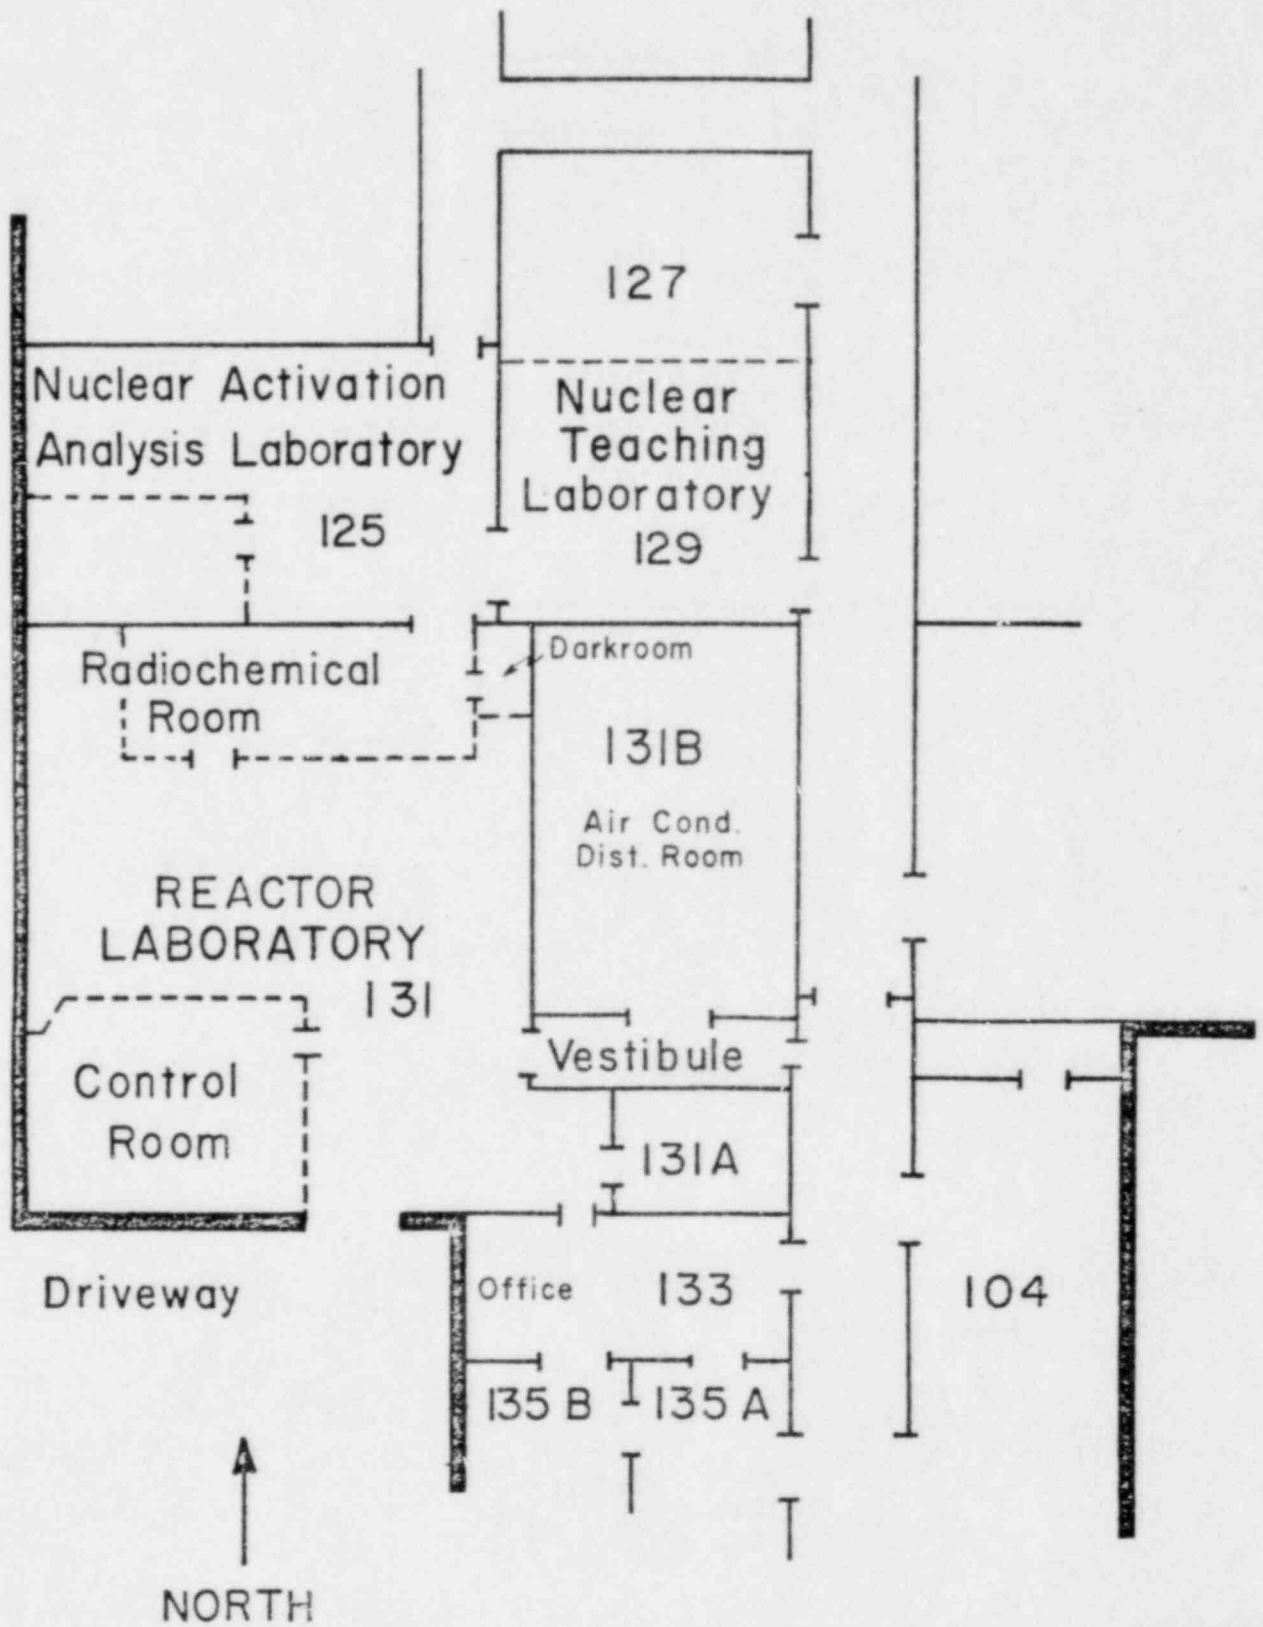 127
Nuclear Activation
Analysis Laboratory
125
Nuclear
Teaching
Laboratory
129
Radiochemical
Room
Darkroom
131B
Air Cond.
Dist. Room
REACTOR
LABORATORY
131
Control
Room
Vestibule
131A
Driveway
Office
133
104
135 B
135 A
NORTH